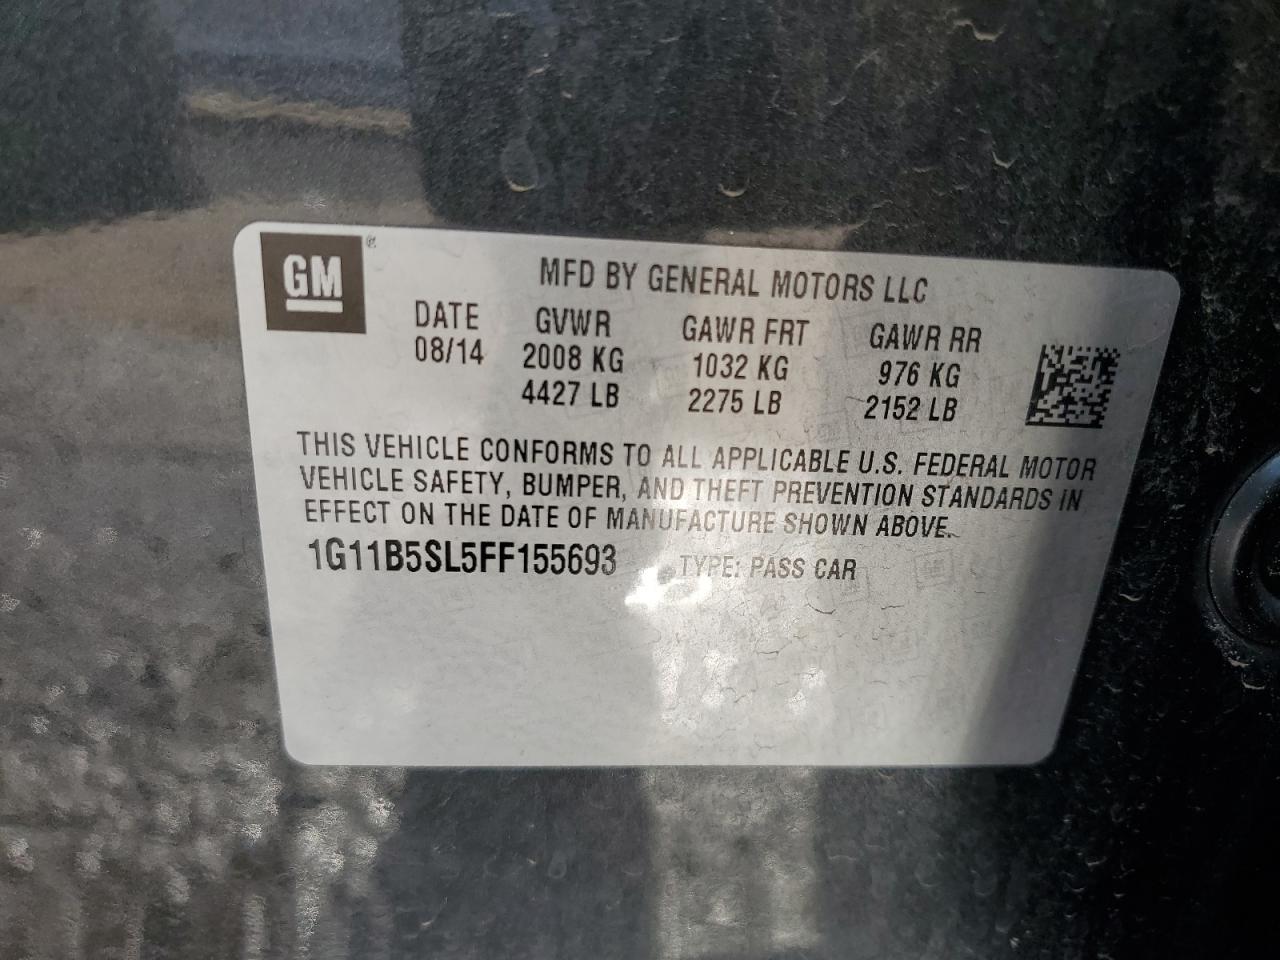 GM ®
MFD BY GENERAL MOTORS LLC
DATE GVWR GAWR FRT GAWR RR
08/14 2008 KG 1032 KG 976 KG
4427 LB 2275 LB 2152 LB
THIS VEHICLE CONFORMS TO ALL APPLICABLE U.S. FEDERAL MOTOR
VEHICLE SAFETY, BUMPER, AND THEFT PREVENTION STANDARDS IN
EFFECT ON THE DATE OF MANUFACTURE SHOWN ABOVE.
1G11B5SL5FF155693 TYPE: PASS CAR